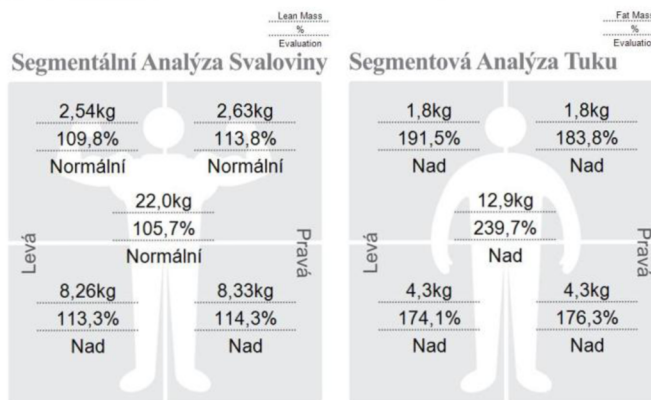 Lean Mass
%
Evaluation
Segmentální Analýza Svaloviny
2,54kg
109,8%
Normální
2,63kg
113,8%
Normální
22,0kg
105,7%
Normální
Levá
Pravá
8,26kg
113,3%
Nad
8,33kg
114,3%
Nad
Fat Mass
%
Evaluation
Segmentová Analýza Tuku
1,8kg
191,5%
Nad
1,8kg
183,8%
Nad
12,9kg
239,7%
Nad
Levá
Pravá
4,3kg
174,1%
Nad
4,3kg
176,3%
Nad